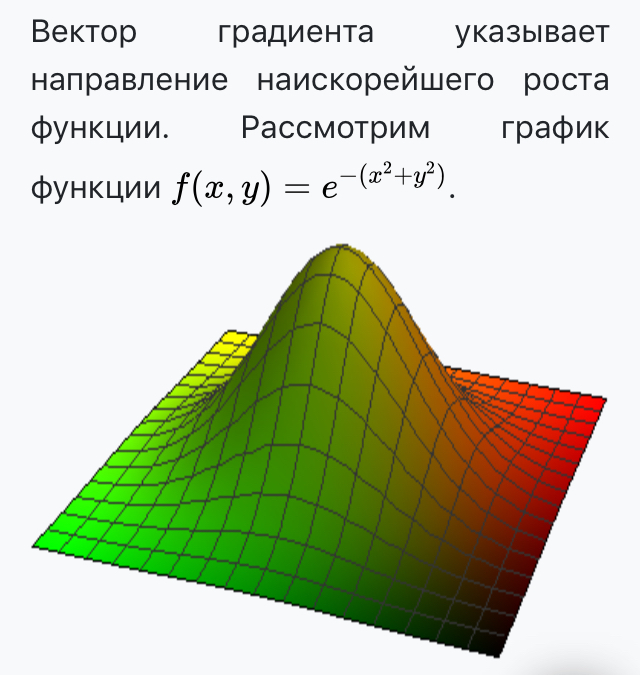 Вектор градиента указывает
направление наискорейшего роста
функции. Рассмотрим график
функции f(x, y) = e^{−(x²+y²)}.